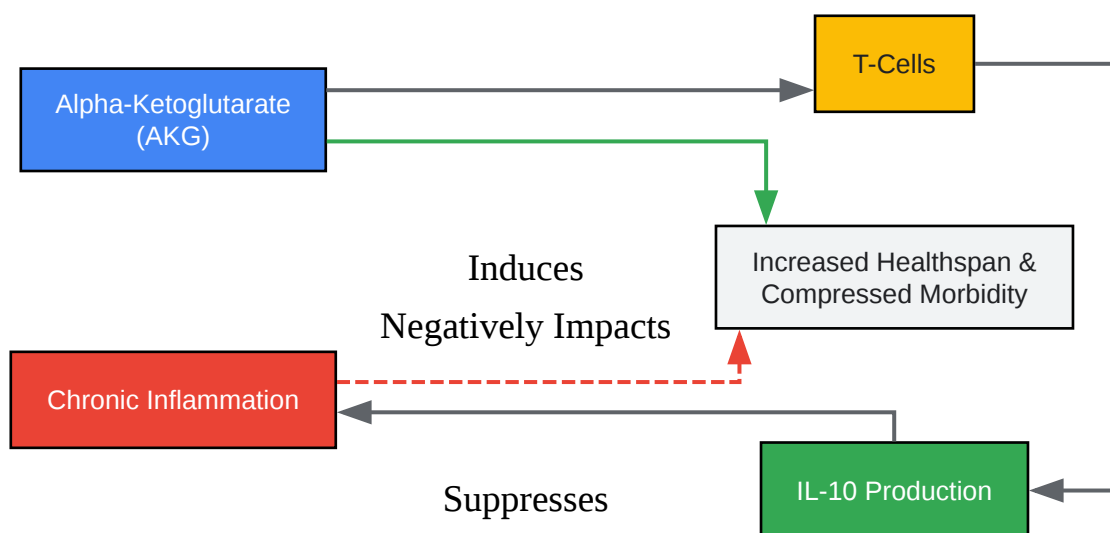 T-Cells
Alpha-Ketoglutarate
(AKG)
Increased Healthspan &
Compressed Morbidity
Induces
Negatively Impacts
Chronic Inflammation
IL-10 Production
Suppresses